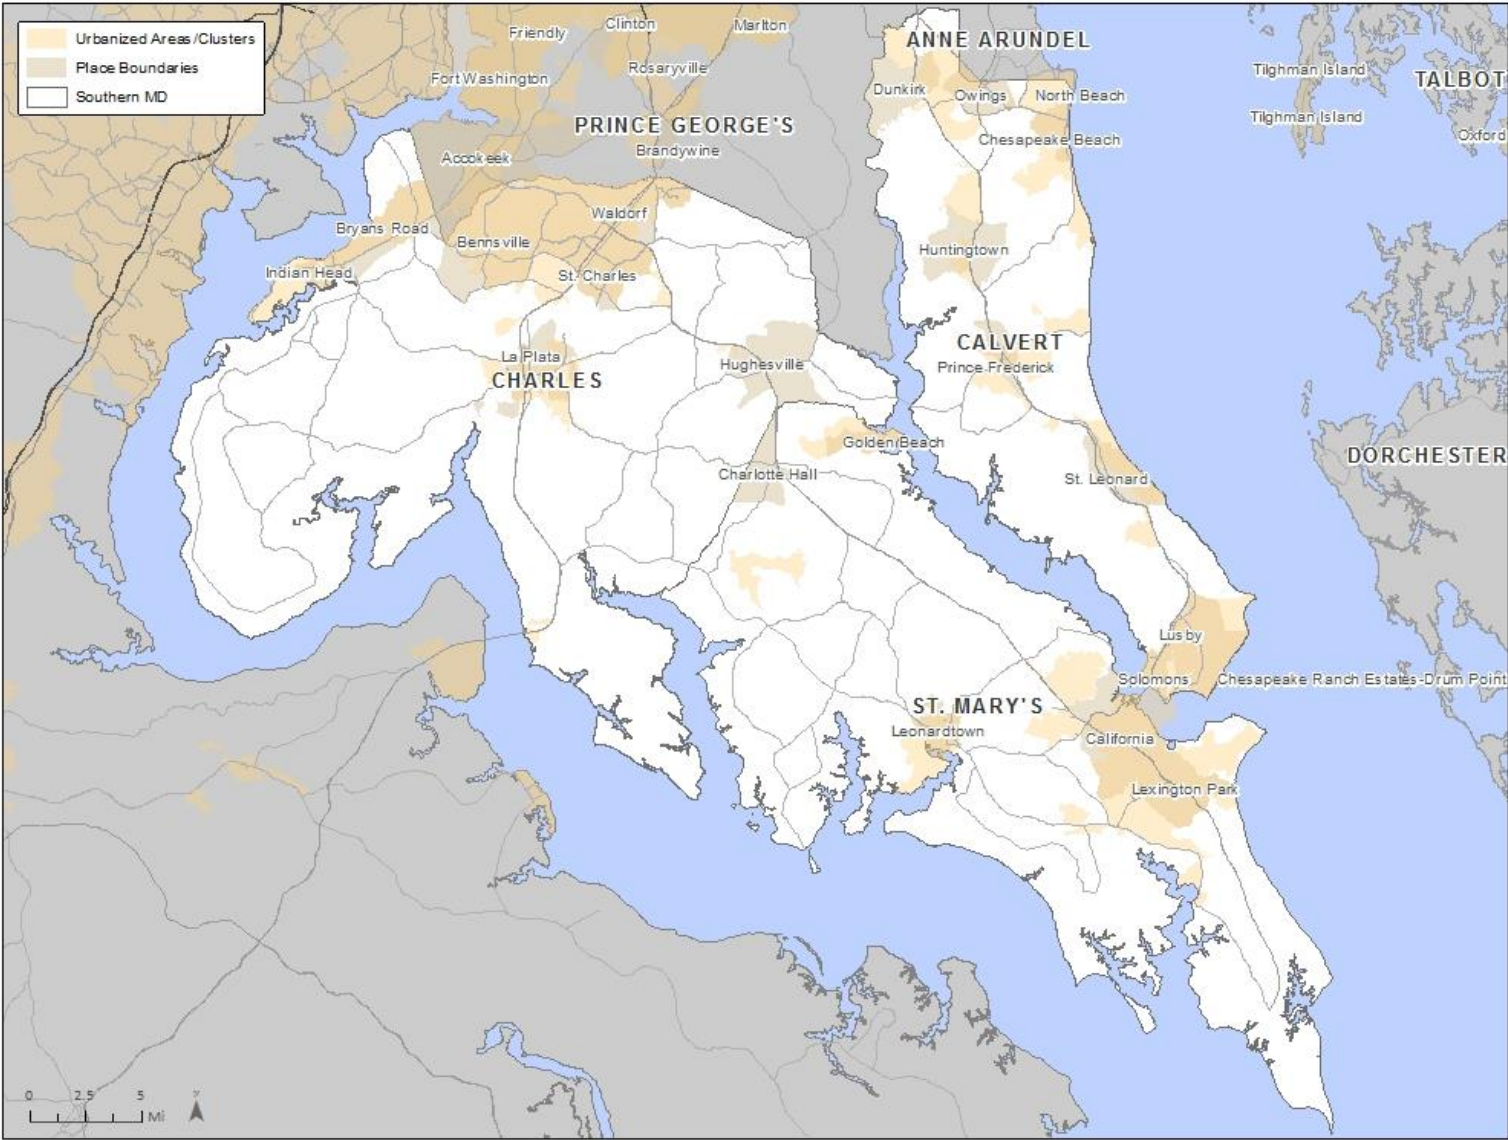 Urbanized Areas/Clusters
Place Boundaries
Southern MD
Friendly
Clinton
Marlton
Fort Washington
Rosaryville
PRINCE GEORGE'S
Brandywine
Accokeek
ANNE ARUNDEL
Dunkirk
Owings
North Beach
Chesapeake Beach
Tilghman Island
Tilghman Island
TALBOT
Oxford
Waldorf
Bryans Road
Bennsville
Indian Head
St. Charles
Huntingtown
La Plata
CHARLES
Hughesville
CALVERT
Prince Frederick
Golden Beach
Charlotte Hall
St. Leonard
DORCHESTER
Lusby
Solomons
Chesapeake Ranch Estates-Drum Point
ST. MARY'S
Leonardtown
California
Lexington Park
0 2.5 5
Mi